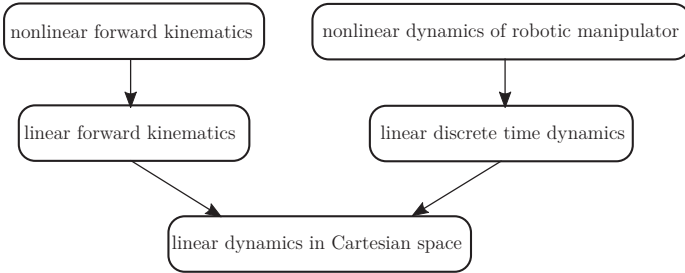 nonlinear forward kinematics
nonlinear dynamics of robotic manipulator
linear forward kinematics
linear discrete time dynamics
linear dynamics in Cartesian space